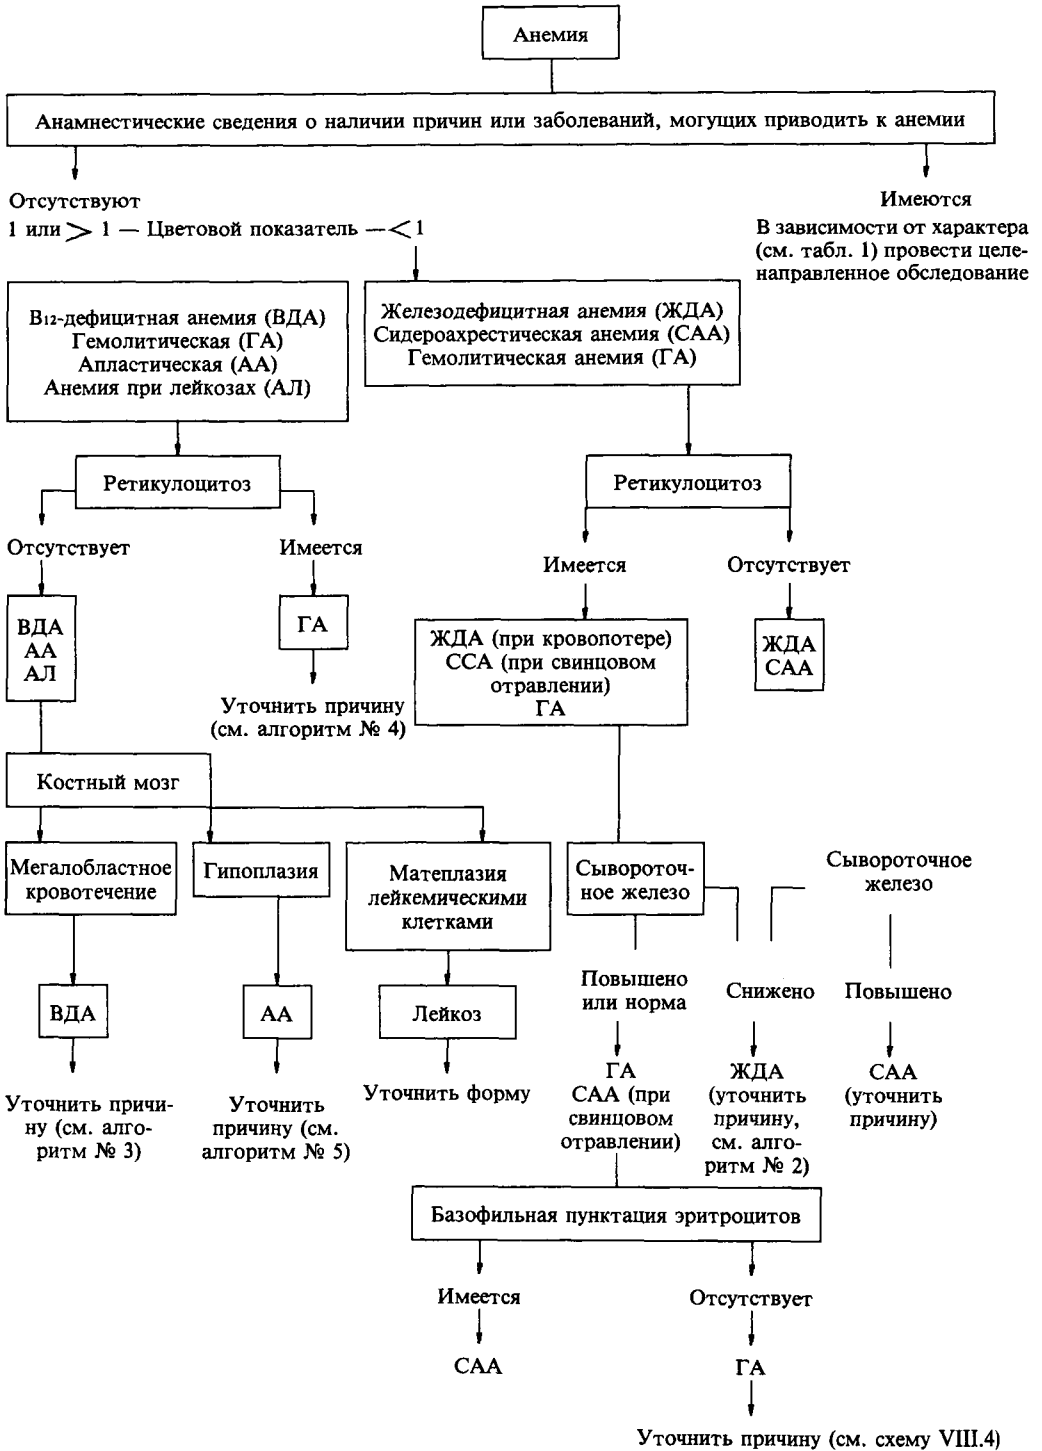 Анемия
Анамнестические сведения о наличии причин или заболеваний, могущих приводить к анемии
Отсутствуют
1 или > 1 — Цветовой показатель — < 1
Имеются
В зависимости от характера
(см. табл. 1) провести целе-
направленное обследование
В12-дефицитная анемия (ВДА)
Гемолитическая (ГА)
Апластическая (АА)
Анемия при лейкозах (АЛ)
Железодефицитная анемия (ЖДА)
Сидероахрестическая анемия (САА)
Гемолитическая анемия (ГА)
Ретикулоцитоз
Ретикулоцитоз
Отсутствует
Имеется
Имеется
Отсутствует
ВДА
АА
АЛ
ГА
Уточнить причину
(см. алгоритм № 4)
ЖДА (при кровопотере)
ССА (при свинцовом
отравлении)
ГА
ЖДА
САА
Костный мозг
Мегалобластное
кровотечение
Гипоплазия
Матеплазия
лейкемическими
клетками
Сывороточ-
ное железо
Сывороточное
железо
ВДА
АА
Лейкоз
Повышено
или норма
Снижено
Повышено
Уточнить причи-
ну (см. алго-
ритм № 3)
Уточнить
причину (см.
алгоритм № 5)
Уточнить форму
ГА
САА (при
свинцовом
отравлении)
ЖДА
(уточнить
причину,
см. алго-
ритм № 2)
САА
(уточнить
причину)
Базофильная пунктация эритроцитов
Имеется
Отсутствует
САА
ГА
Уточнить причину (см. схему VIII.4)